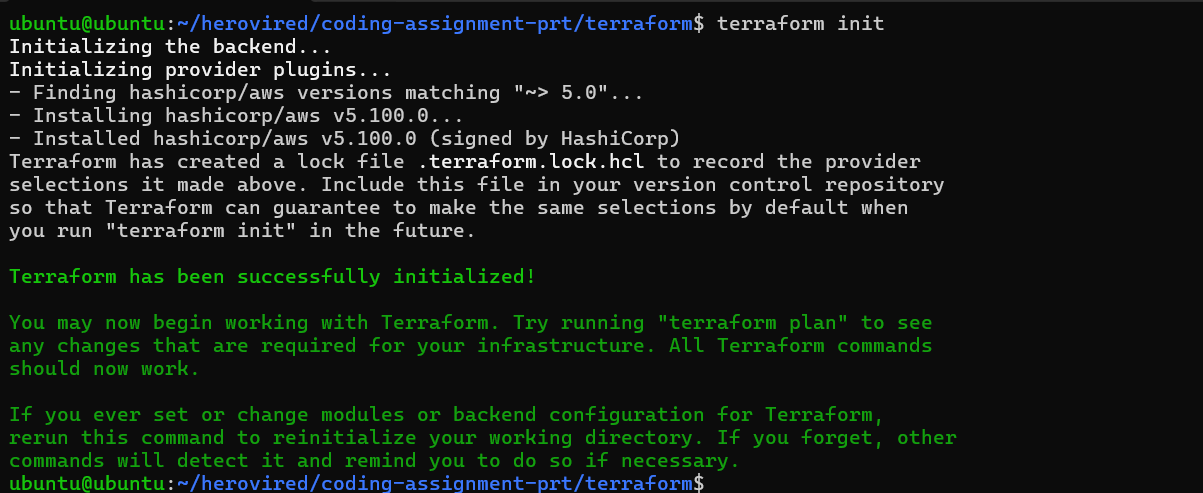 ubuntu@ubuntu:~/herovired/coding-assignment-prt/terraform$ terraform init
Initializing the backend...
Initializing provider plugins...
- Finding hashicorp/aws versions matching "~> 5.0"...
- Installing hashicorp/aws v5.100.0...
- Installed hashicorp/aws v5.100.0 (signed by HashiCorp)
Terraform has created a lock file .terraform.lock.hcl to record the provider
selections it made above. Include this file in your version control repository
so that Terraform can guarantee to make the same selections by default when
you run "terraform init" in the future.
Terraform has been successfully initialized!
You may now begin working with Terraform. Try running "terraform plan" to see
any changes that are required for your infrastructure. All Terraform commands
should now work.
If you ever set or change modules or backend configuration for Terraform,
rerun this command to reinitialize your working directory. If you forget, other
commands will detect it and remind you to do so if necessary.
ubuntu@ubuntu:~/herovired/coding-assignment-prt/terraform$